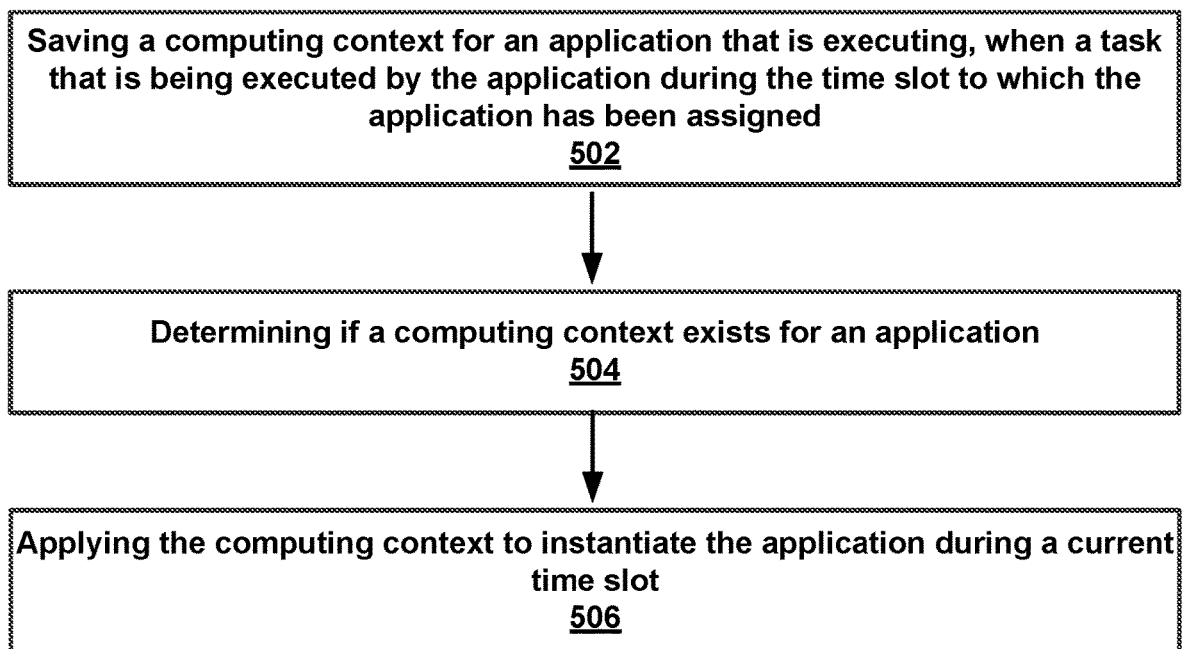 Saving a computing context for an application that is executing, when a task
that is being executed by the application during the time slot to which the
application has been assigned
502
Determining if a computing context exists for an application
504
Applying the computing context to instantiate the application during a current
time slot
506